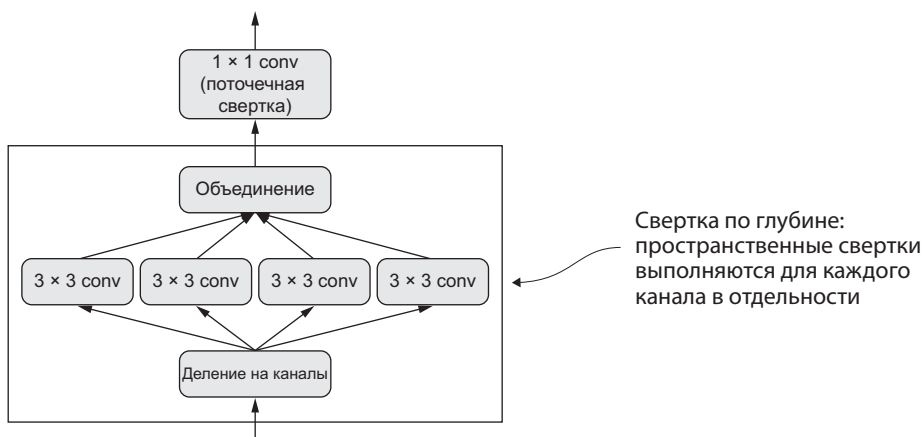 1 × 1 conv
(поточечная
свертка)
Объединение
3 × 3 conv
3 × 3 conv
3 × 3 conv
3 × 3 conv
Деление на каналы
Свертка по глубине:
пространственные свертки
выполняются для каждого
канала в отдельности